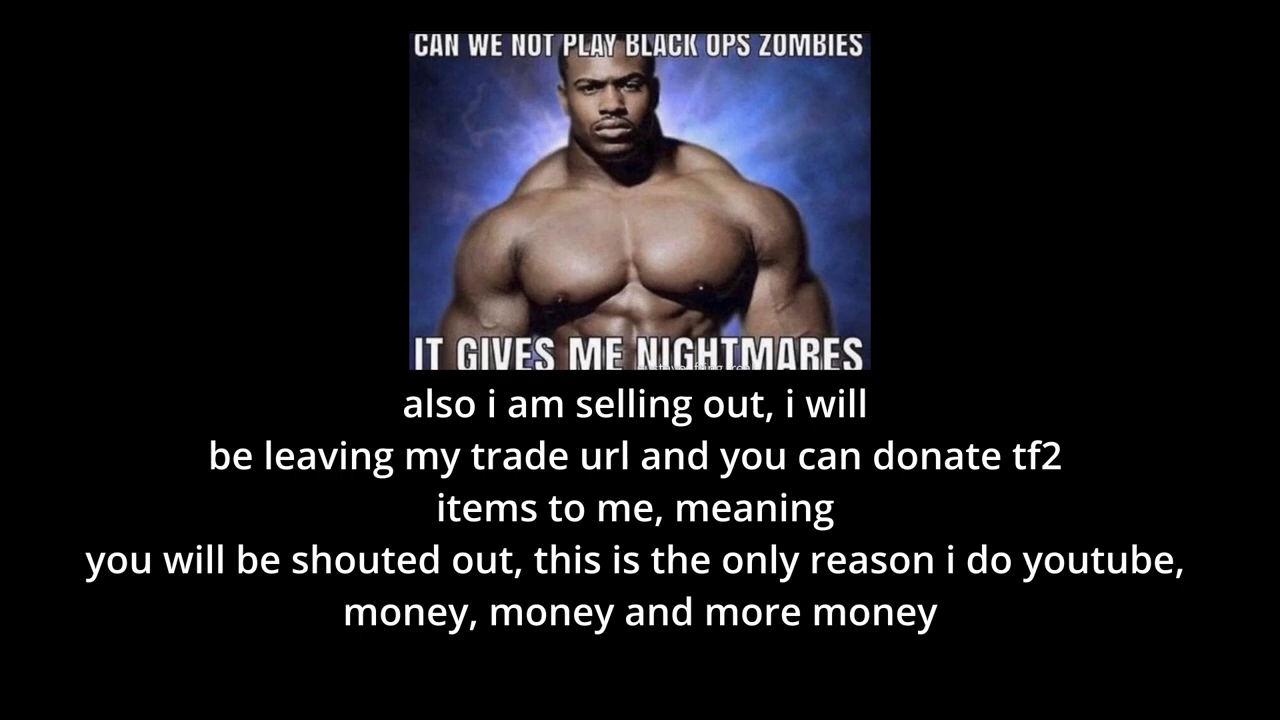 CAN WE NOT PLAY BLACK OPS ZOMBIES
IT GIVES ME NIGHTMARES
also i am selling out, i will
be leaving my trade url and you can donate tf2
items to me, meaning
you will be shouted out, this is the only reason i do youtube,
money, money and more money